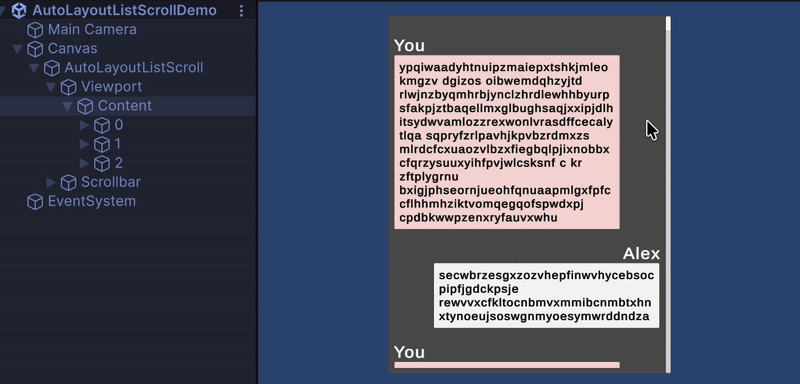 AutoLayoutListScrollDemo
Main Camera
Canvas
AutoLayoutListScroll
Viewport
Content
0
1
2
Scrollbar
EventSystem
You
ypqiwaadyhtnuipzmaiepxtshkjmleo
kmgzv dgizos oibwemdqhzyjtd
rlwjnzbyqmhrbjynclzhrdlewhhbyurp
sfakpjztbaqellmxglbughsaqjxxipjdlh
itsydwvamlozzrexwonlvrasdffcecaly
tlqa sqpryfzrlpavhjkpvbzrdmxzs
mlrdcfcxuaozvlbzxfiegbqlpjixnobbx
cfqrzysuuxyihfpvjwlcsksnf c kr
zftplygrnu
bxigjphseornjueohfqnuaapmlgxfpfc
cflhhmhziktvomqegqofspwdxpj
cpdbkwwpzenxryfauvxwhu
Alex
secwbrzesgxzozvhepfinwvhycebsoc
pipfjgdckpsje
rewvvxcfkltocnbmvxmmibcnmbtxhn
xtynoeujsoswgnmyoesymwrddndza
You